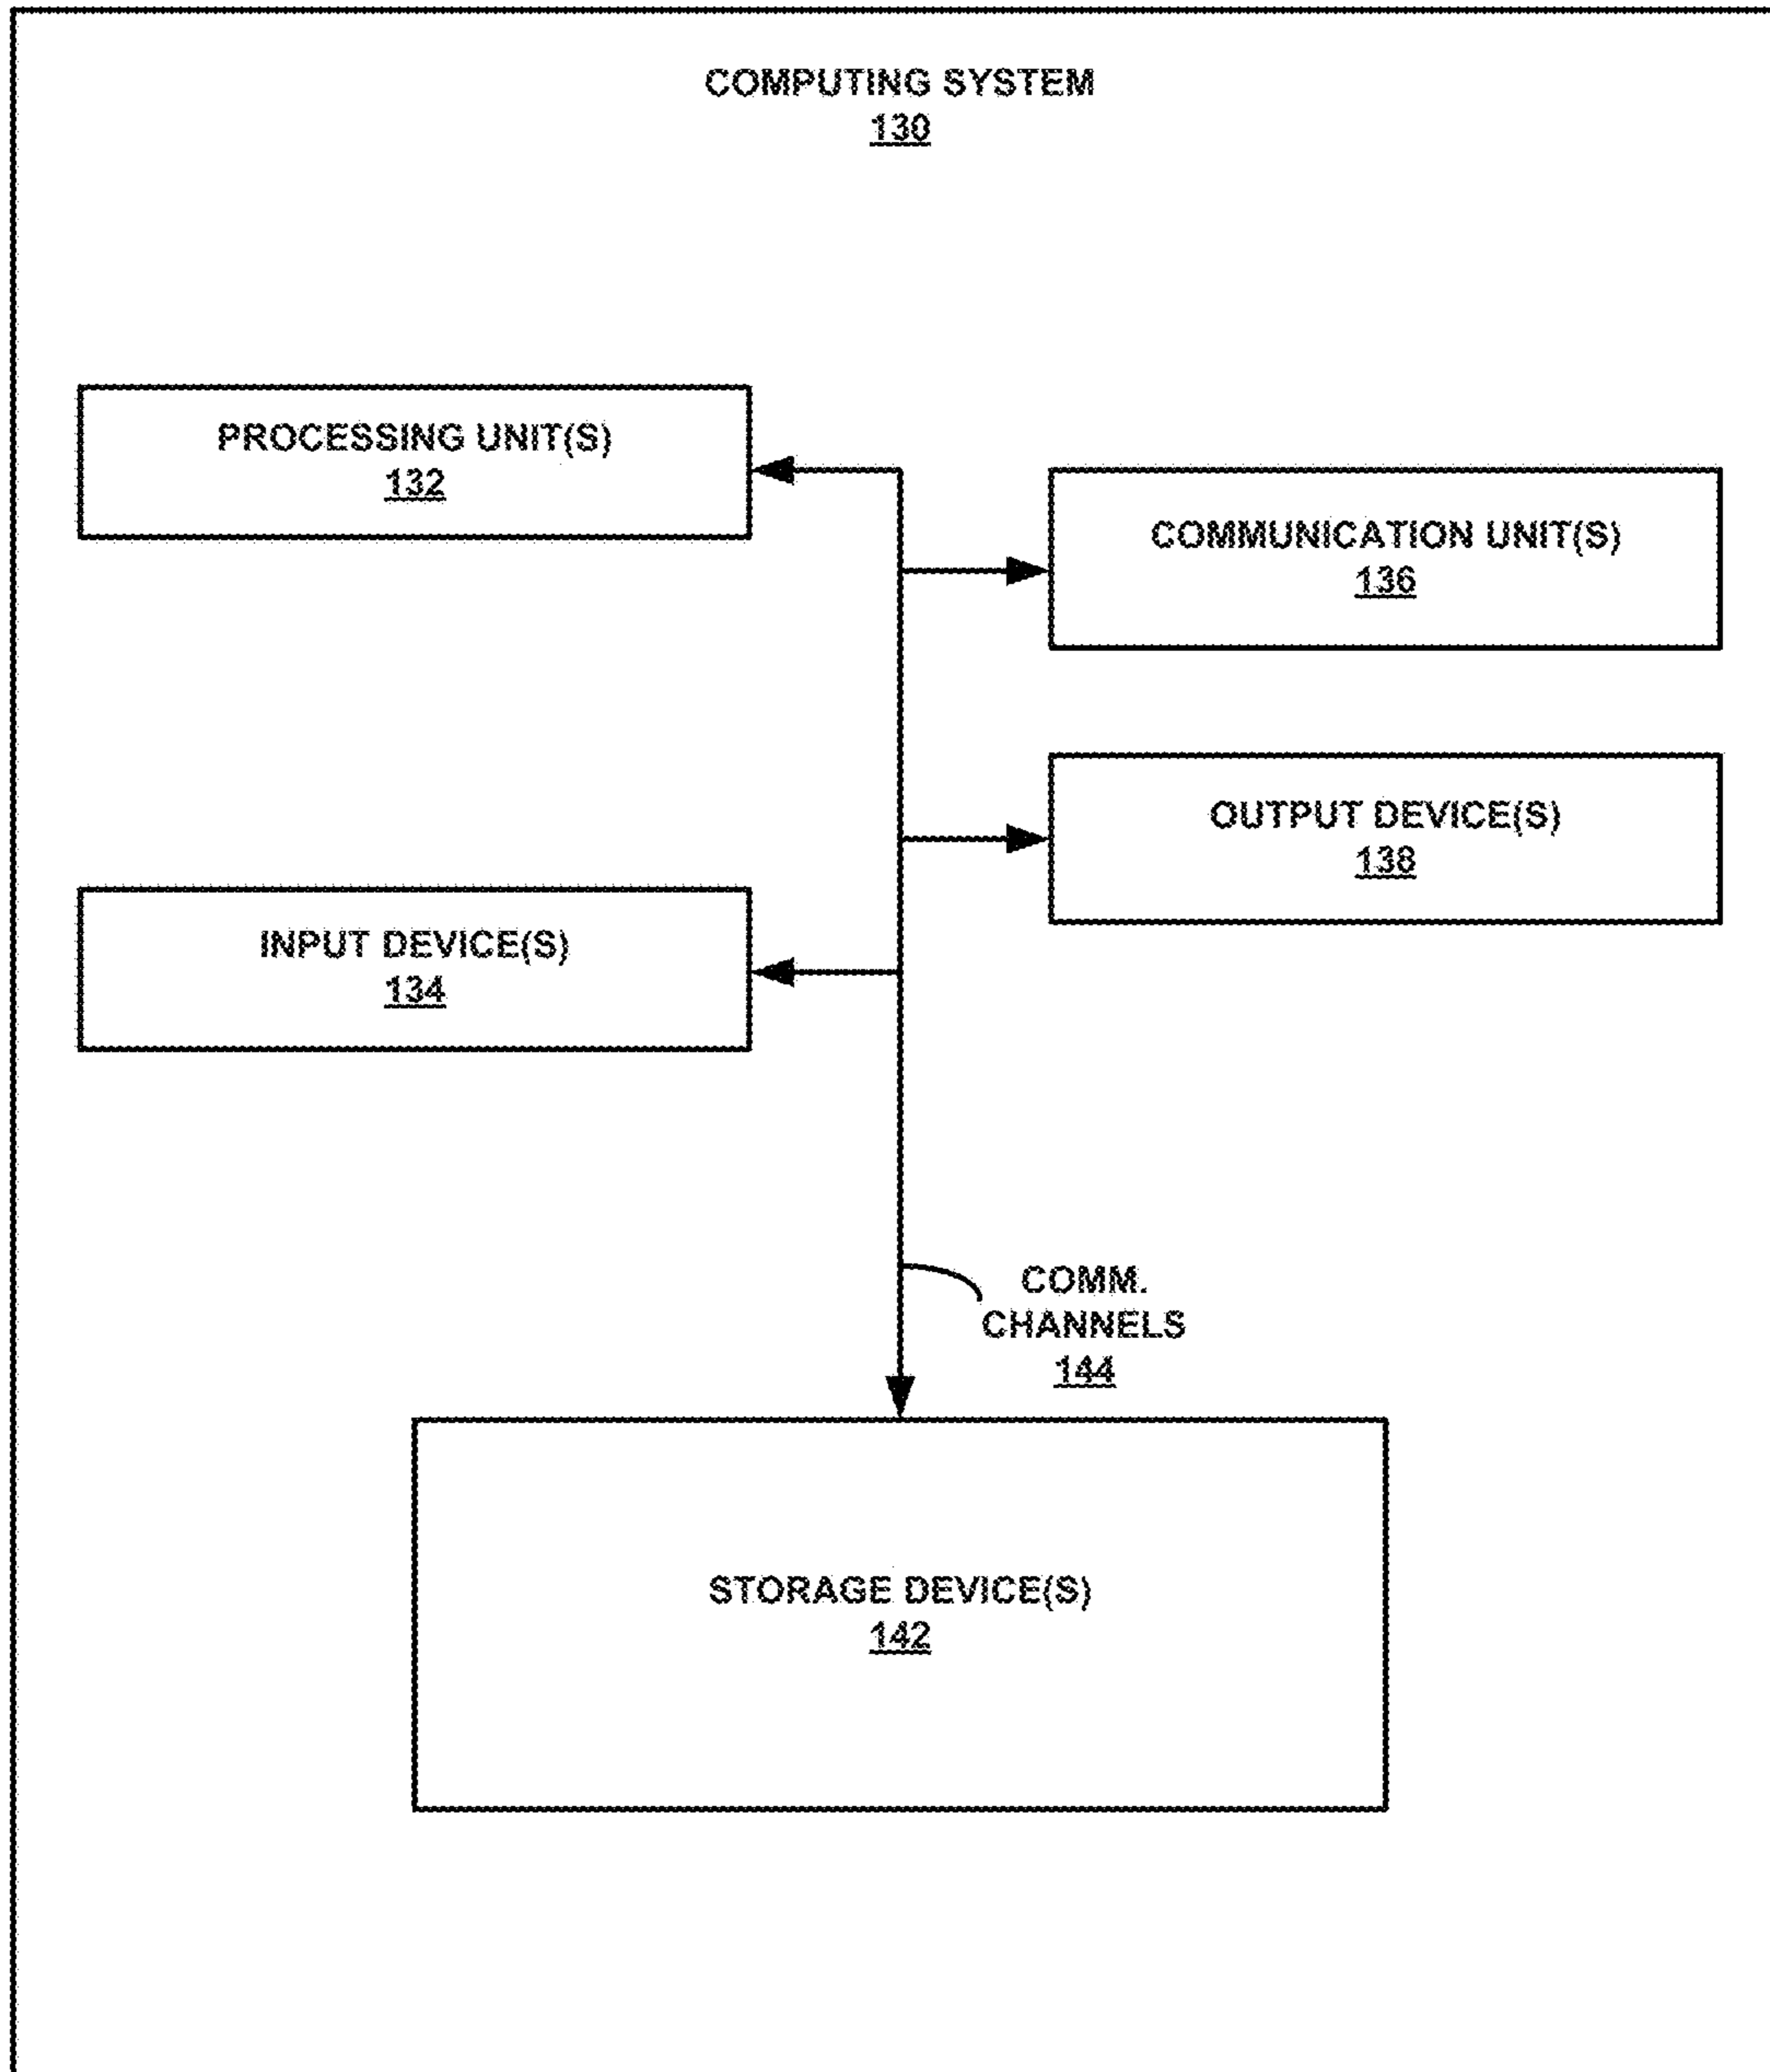 COMPUTING SYSTEM
130
PROCESSING UNIT(S)
132
COMMUNICATION UNIT(S)
136
OUTPUT DEVICE(S)
138
INPUT DEVICE(S)
134
COMM.
CHANNELS
144
STORAGE DEVICE(S)
142